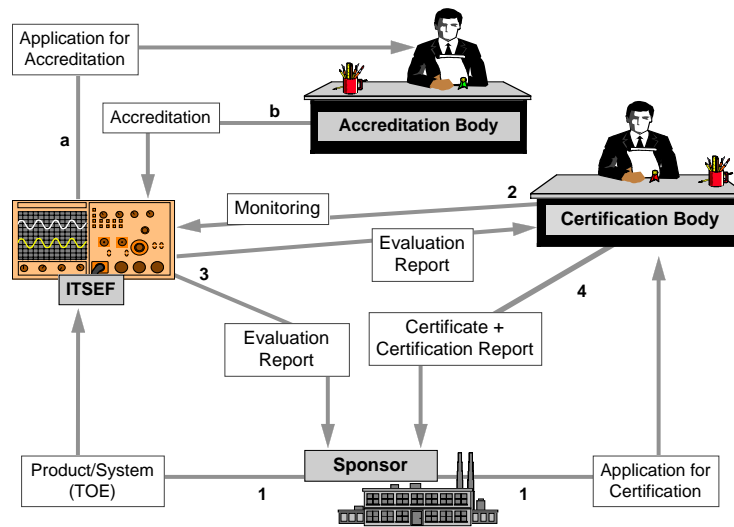 Application for
Accreditation
Accreditation
b
Accreditation Body
a
2
Monitoring
Certification Body
Evaluation
Report
ITSEF
3
4
Evaluation
Report
Certificate +
Certification Report
Product/System
(TOE)
1
Sponsor
1
Application for
Certification